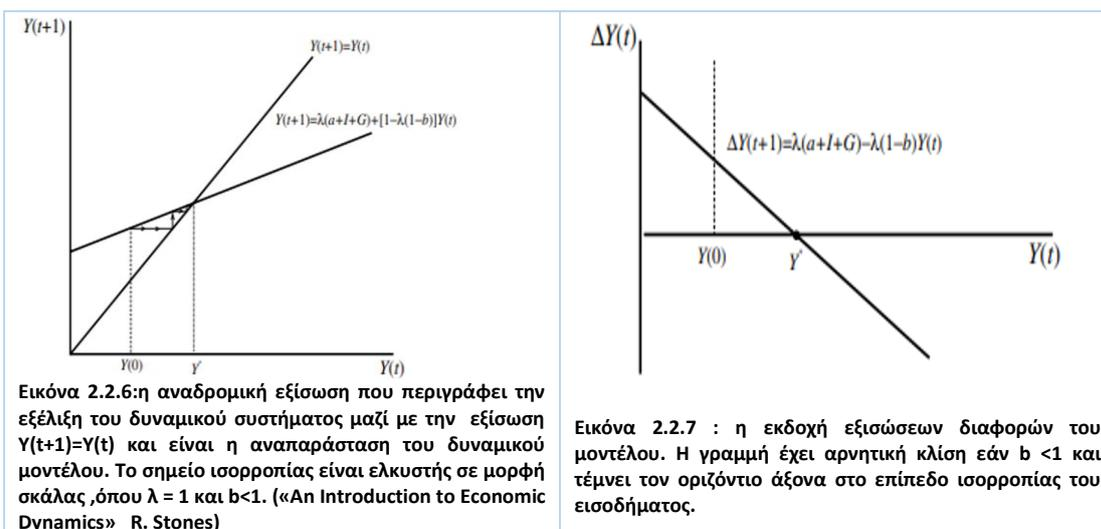 Y(t+1)
Y(t+1)=Y(t)
Y(t+1)=λ(a+I+G)+[1−λ(1−b)]Y(t)
Y(0)
Y*
Y(t)
Εικόνα 2.2.6:η αναδρομική εξίσωση που περιγράφει την
εξέλιξη του δυναμικού συστήματος μαζί με την εξίσωση
Y(t+1)=Y(t) και είναι η αναπαράσταση του δυναμικού
μοντέλου. Το σημείο ισορροπίας είναι ελκυστής σε μορφή
σκάλας ,όπου λ = 1 και b<1. («An Introduction to Economic
Dynamics» R. Stones)
ΔY(t)
ΔY(t+1)=λ(a+I+G)−λ(1−b)Y(t)
Y(0)
Y*
Y(t)
Εικόνα 2.2.7 : η εκδοχή εξισώσεων διαφορών του
μοντέλου. Η γραμμή έχει αρνητική κλίση εάν b <1 και
τέμνει τον οριζόντιο άξονα στο επίπεδο ισορροπίας του
εισοδήματος.